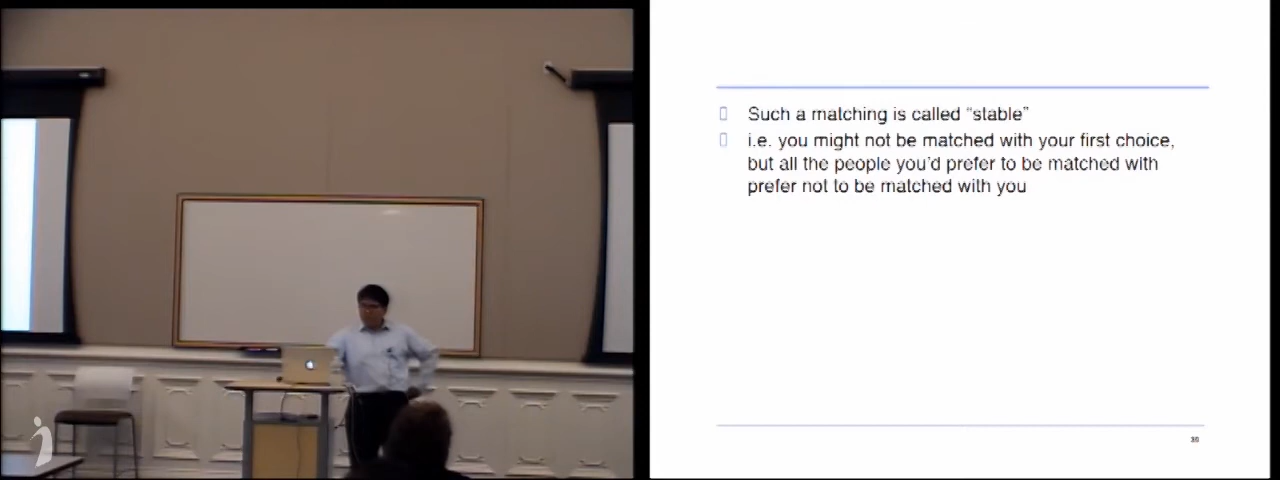 Such a matching is called “stable”
i.e. you might not be matched with your first choice,
but all the people you’d prefer to be matched with
prefer not to be matched with you